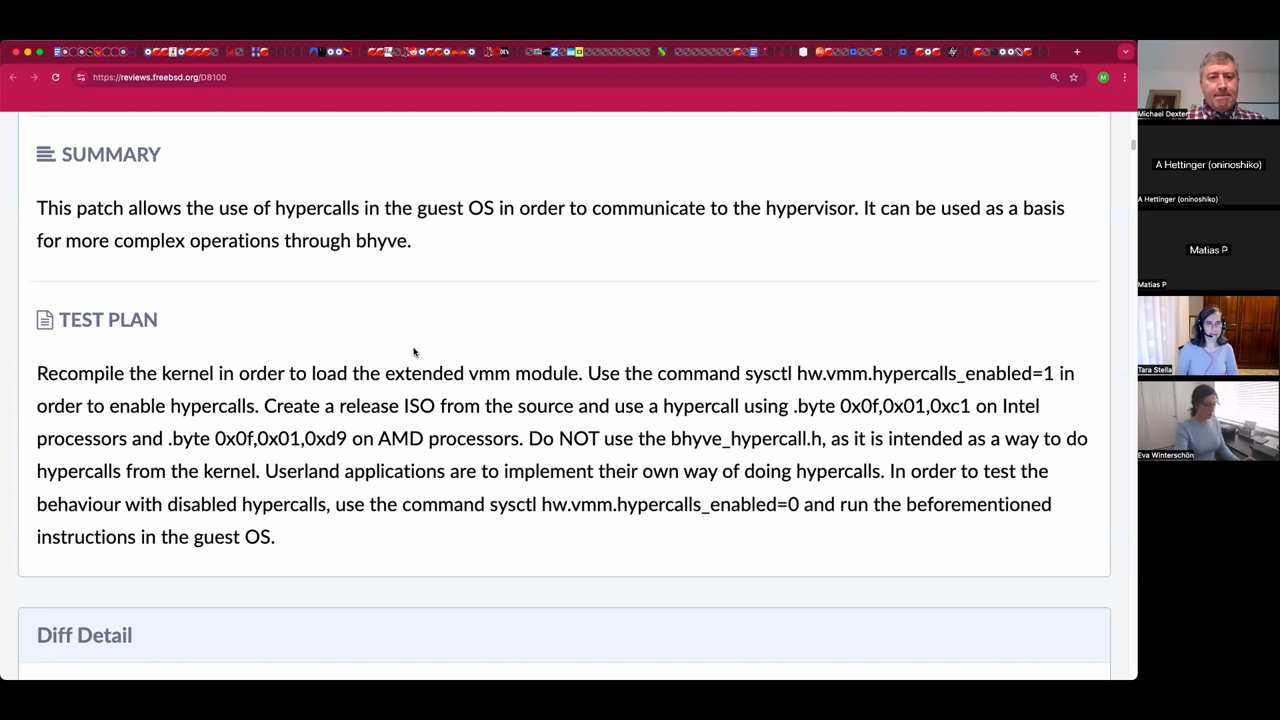 https://reviews.freebsd.org/D8100
M
SUMMARY
This patch allows the use of hypercalls in the guest OS in order to communicate to the hypervisor. It can be used as a basis
for more complex operations through bhyve.
TEST PLAN
Recompile the kernel in order to load the extended vmm module. Use the command sysctl hw.vmm.hypercalls_enabled=1 in
order to enable hypercalls. Create a release ISO from the source and use a hypercall using .byte 0x0f,0x01,0xc1 on Intel
processors and .byte 0x0f,0x01,0xd9 on AMD processors. Do NOT use the bhyve_hypercall.h, as it is intended as a way to do
hypercalls from the kernel. Userland applications are to implement their own way of doing hypercalls. In order to test the
behaviour with disabled hypercalls, use the command sysctl hw.vmm.hypercalls_enabled=0 and run the beforementioned
instructions in the guest OS.
Diff Detail
Michael Dexter
A Hettinger (oninoshiko)
A Hettinger (oninoshiko)
Matias P
Matias P
Tara Stella
Eva Winterschön